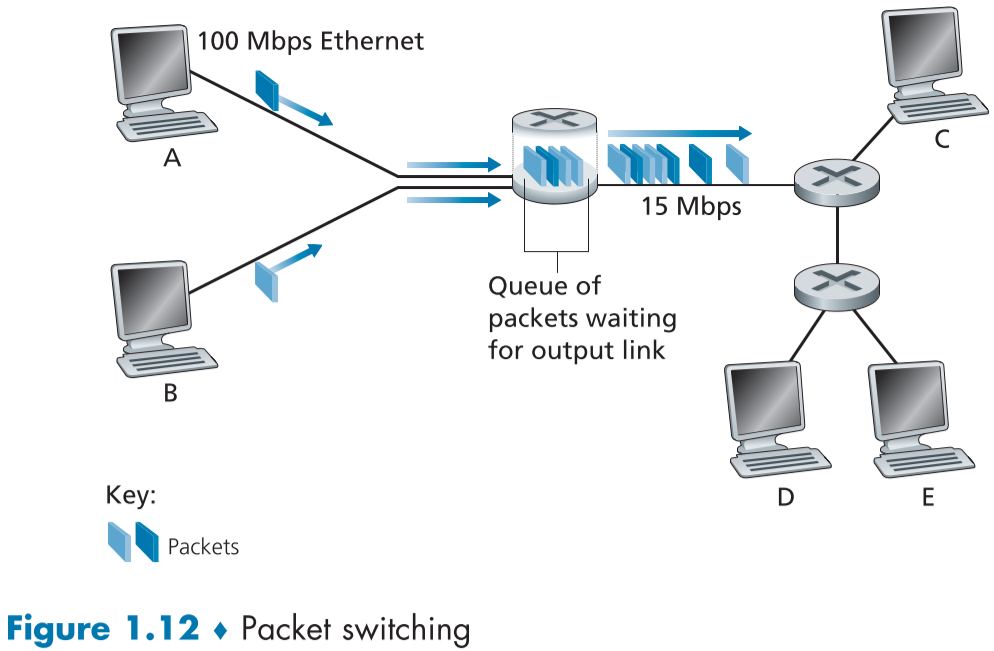 100 Mbps Ethernet
A
C
15 Mbps
B
Queue of
packets waiting
for output link
D
E
Key:
Packets
Figure 1.12 ♦ Packet switching